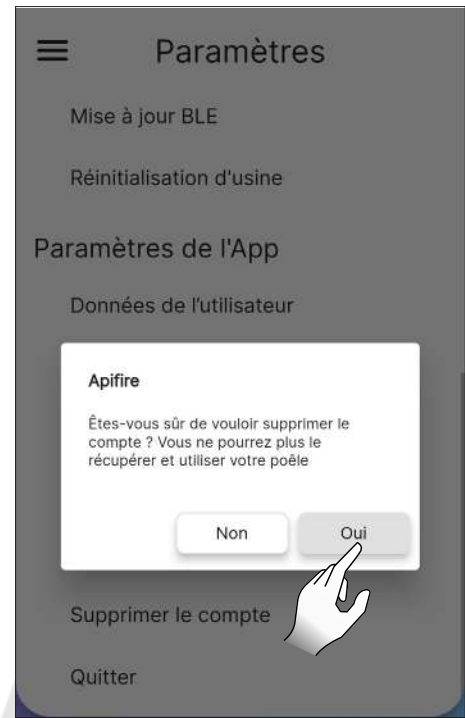 Paramètres
Mise à jour BLE
Réinitialisation d'usine
Paramètres de l'App
Données de l'utilisateur
Apifire
Êtes-vous sûr de vouloir supprimer le
compte ? Vous ne pourrez plus le
récupérer et utiliser votre poêle
Non Oui
Supprimer le compte
Quitter